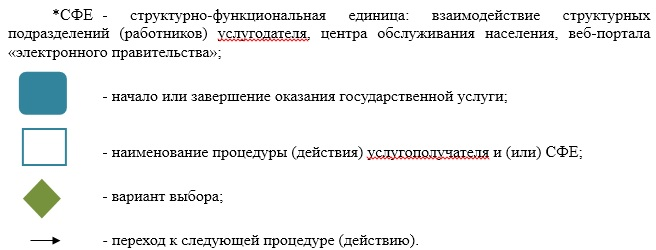 *СФЕ - структурно-функциональная единица: взаимодействие структурных
подразделений (работников) услугодателя, центра обслуживания населения, веб-портала
«электронного правительства»;
- начало или завершение оказания государственной услуги;
- наименование процедуры (действия) услугополучателя и (или) СФЕ;
- вариант выбора;
- переход к следующей процедуре (действию).